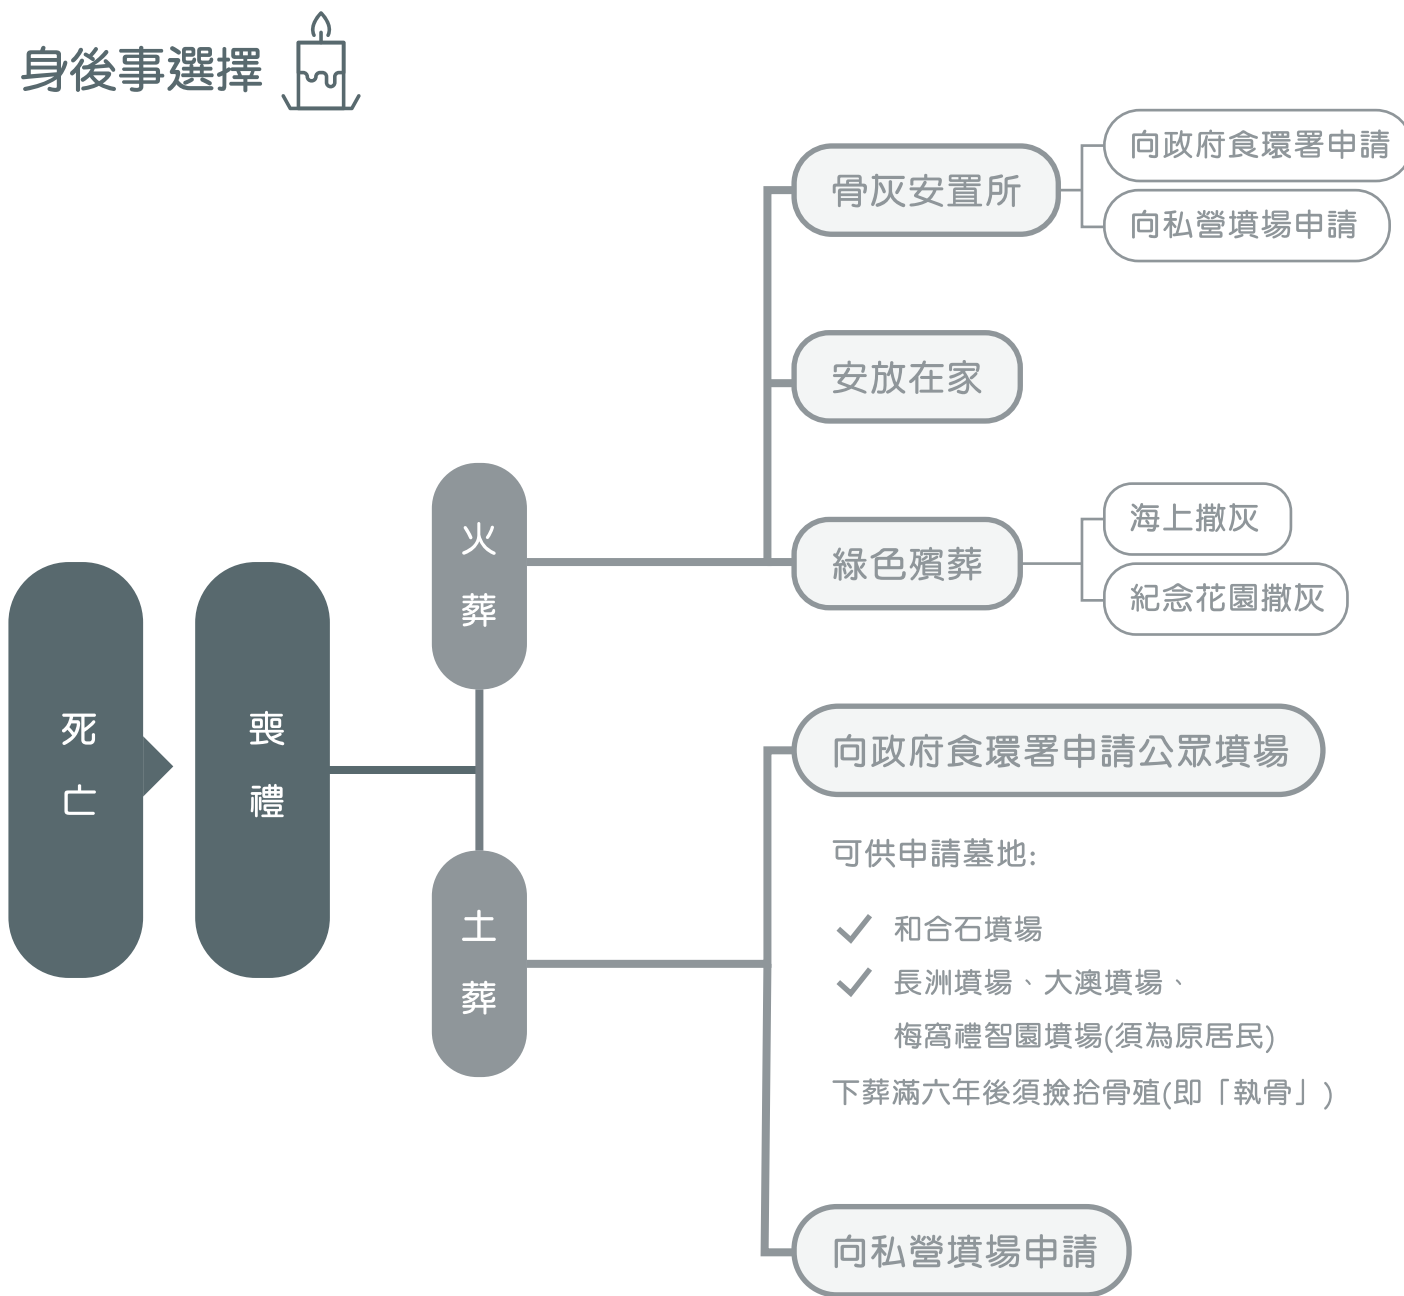 身後事選擇
死亡
喪禮
火葬
骨灰安置所
向政府食環署申請
向私營墳場申請
安放在家
綠色殯葬
海上撒灰
紀念花園撒灰
土葬
向政府食環署申請公眾墳場
可供申請墓地:
和合石墳場
長洲墳場、大澳墳場、
梅窩禮智園墳場(須為原居民)
下葬滿六年後須撿拾骨殖(即「執骨」)
向私營墳場申請